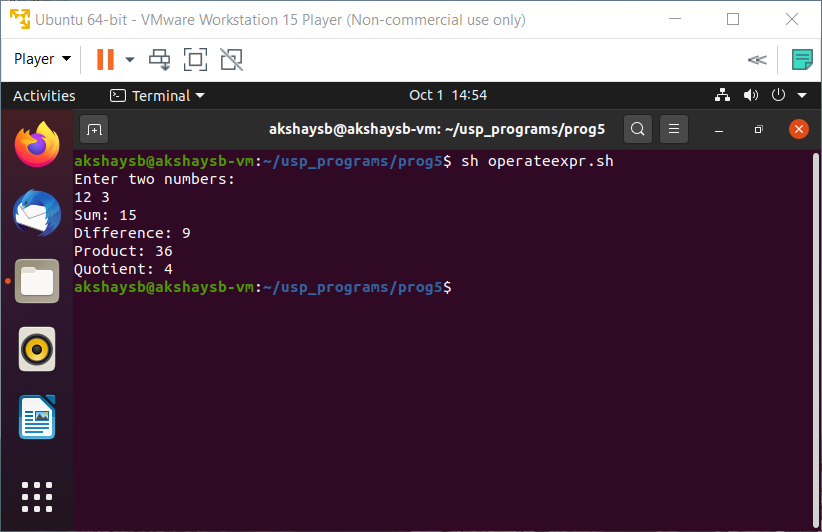 Ubuntu 64-bit - VMware Workstation 15 Player (Non-commercial use only)
Player
Activities
Terminal
Oct 1 14:54
akshaysb@akshaysb-vm: ~/usp_programs/prog5
akshaysb@akshaysb-vm:~/usp_programs/prog5$ sh operateexpr.sh
Enter two numbers:
12 3
Sum: 15
Difference: 9
Product: 36
Quotient: 4
akshaysb@akshaysb-vm:~/usp_programs/prog5$